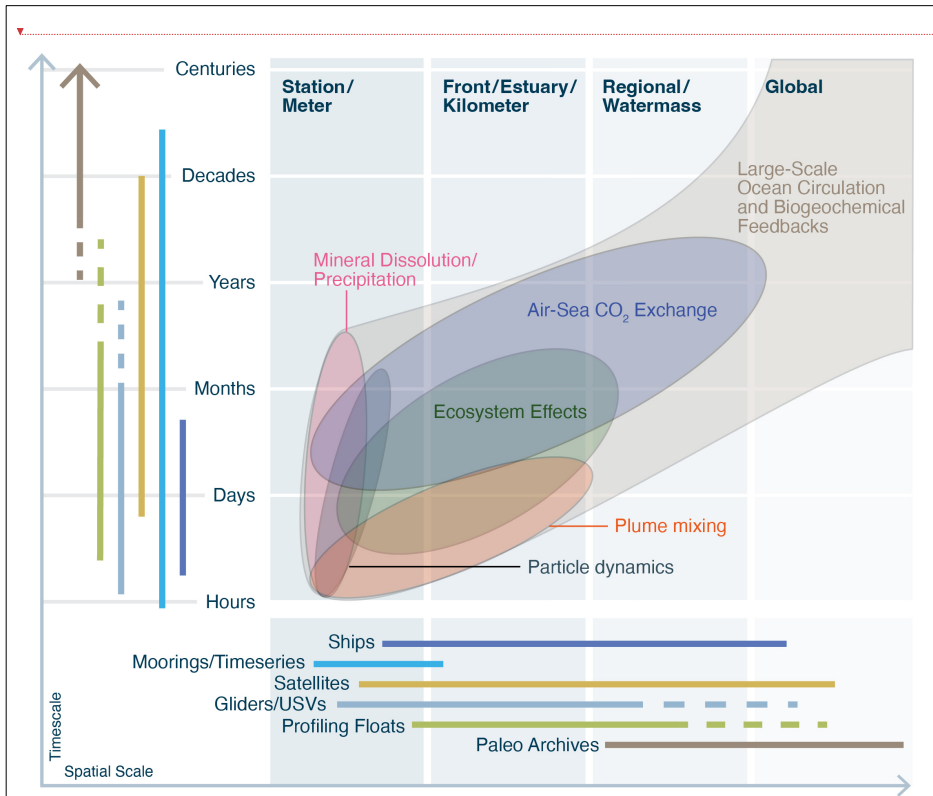 Centuries
Decades
Years
Months
Days
Hours
Station/
Meter
Front/Estuary/
Kilometer
Regional/
Watermass
Global
Large-Scale
Ocean Circulation
and Biogeochemical
Feedbacks
Mineral Dissolution/
Precipitation
Air-Sea CO₂ Exchange
Ecosystem Effects
Plume mixing
Particle dynamics
Ships
Moorings/Timeseries
Satellites
Gliders/USVs
Profiling Floats
Paleo Archives
Timescale
Spatial Scale